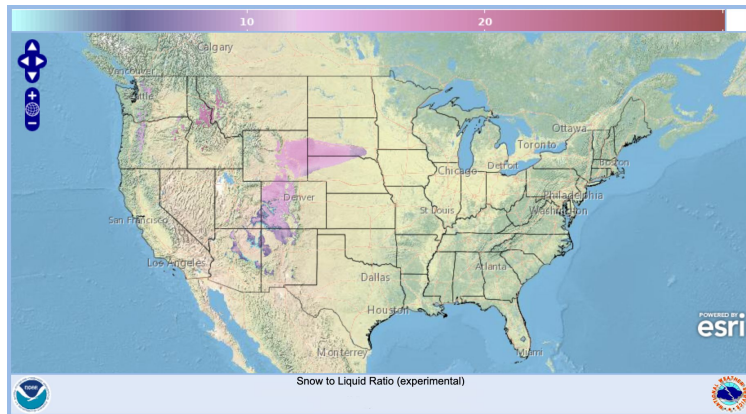 10
20
Calgary
Vancouver
Seattle
Ottawa
Toronto
Boston
Detroit
Chicago
Philadelphia
Denver
San Francisco
St Louis
Washington
Los Angeles
Atlanta
Dallas
Houston
Monterrey
Miami
POWERED BY
esri
Snow to Liquid Ratio (experimental)
noaa